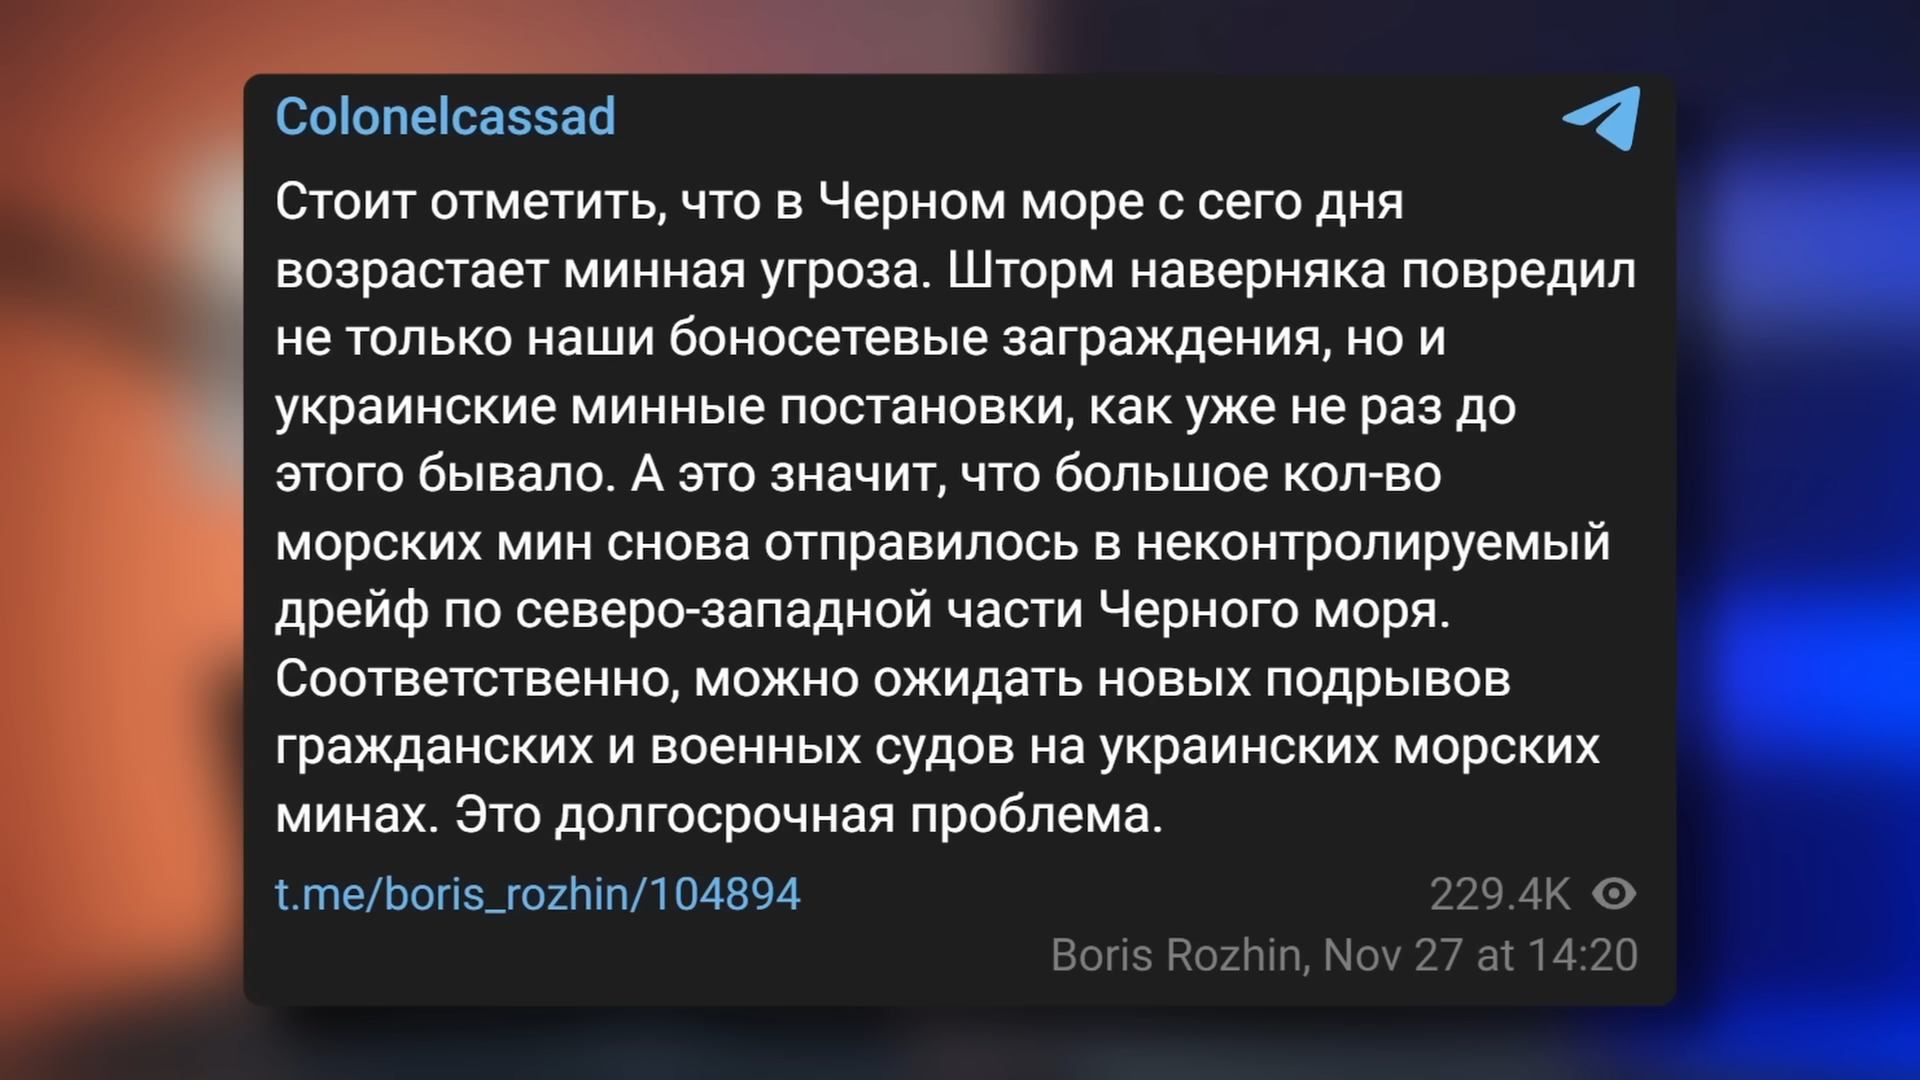 Colonelcassad
Стоит отметить, что в Черном море с сего дня
возрастает минная угроза. Шторм наверняка повредил
не только наши боносетевые заграждения, но и
украинские минные постановки, как уже не раз до
этого бывало. А это значит, что большое кол-во
морских мин снова отправилось в неконтролируемый
дрейф по северо-западной части Черного моря.
Соответственно, можно ожидать новых подрывов
гражданских и военных судов на украинских морских
минах. Это долгосрочная проблема.
t.me/boris_rozhin/104894
229.4K
Boris Rozhin, Nov 27 at 14:20